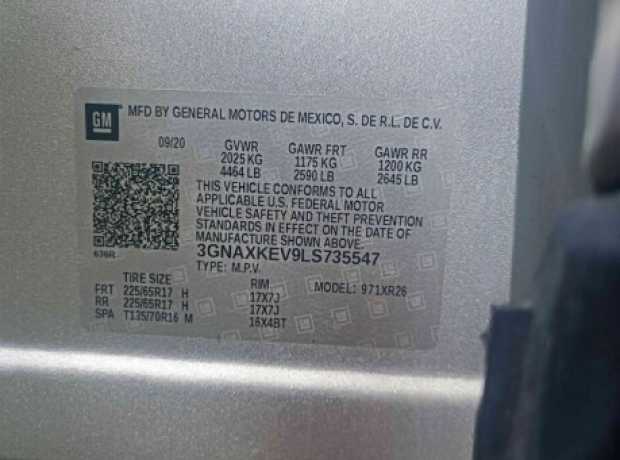 GM MFD BY GENERAL MOTORS DE MEXICO, S. DE R.L. DE C.V.
09/20 GVWR GAWR FRT GAWR RR
2025 KG 1175 KG 1200 KG
4464 LB 2590 LB 2645 LB
THIS VEHICLE CONFORMS TO ALL
APPLICABLE U.S. FEDERAL MOTOR
VEHICLE SAFETY AND THEFT PREVENTION
STANDARDS IN EFFECT ON THE DATE OF
MANUFACTURE SHOWN ABOVE.
3GNAXKEV9LS735547
TYPE: M.P.V. MODEL: 971XR26
TIRE SIZE RIM
FRT 225/65R17 H 17X7J
RR 225/65R17 H 17X7J
SPA T135/70R16 M 16X4BT